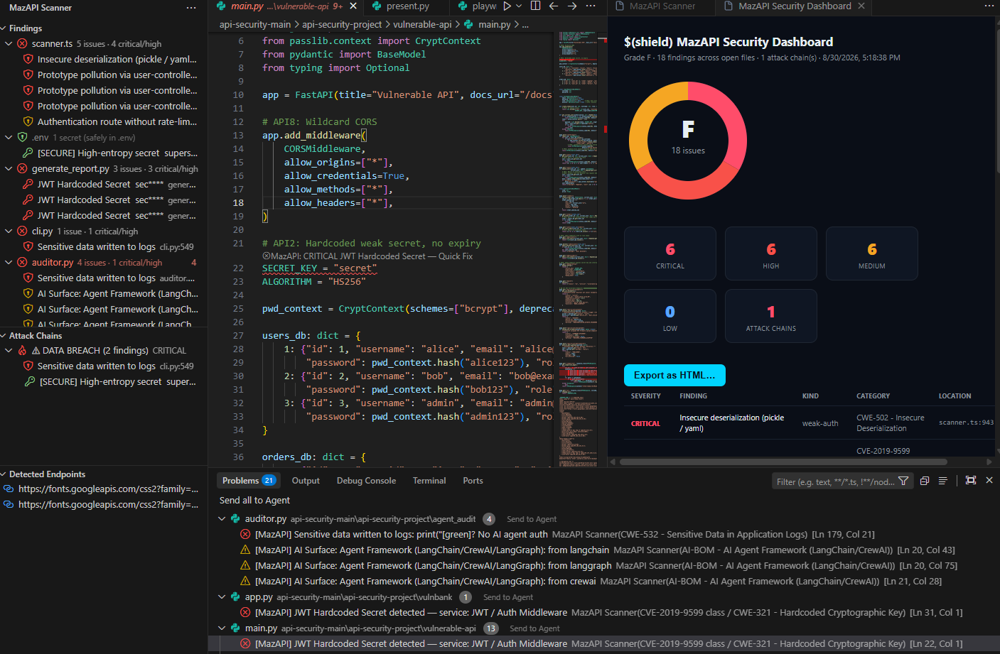 MazAPI Scanner
Findings
scanner.ts 5 issues · 4 critical/high
Insecure deserialization (pickle / yaml...
Prototype pollution via user-controlle...
Prototype pollution via user-controlle...
Prototype pollution via user-controlle...
Authentication route without rate-lim...
.env 1 secret (safely in .env)
[SECURE] High-entropy secret supers...
generate_report.py 3 issues · 3 critical/high
JWT Hardcoded Secret sec**** gener...
JWT Hardcoded Secret sec**** gener...
JWT Hardcoded Secret sec**** gener...
cli.py 1 issue · 1 critical/high
Sensitive data written to logs cli.py:549
auditor.py 4 issues · 1 critical/high 4
Sensitive data written to logs auditor....
AI Surface: Agent Framework (LangCh...
AI Surface: Agent Framework (LangCh...
AI Surface: Agent Framework (LangCh...
Attack Chains
DATA BREACH (2 findings) CRITICAL
Sensitive data written to logs cli.py:549
[SECURE] High-entropy secret super...
Detected Endpoints
https://fonts.googleapis.com/css2?family=...
https://fonts.googleapis.com/css2?family=...
main.py ...\vulnerable-api 9+
present.py
playw
api-security-main > api-security-project > vulnerable-api > main.py > ...
6 from passlib.context import CryptContext
7 from pydantic import BaseModel
8 from typing import Optional
9
10 app = FastAPI(title="Vulnerable API", docs_url="/docs
11
12 # API8: Wildcard CORS
13 app.add_middleware(
14 CORSMiddleware,
15 allow_origins=["*"],
16 allow_credentials=True,
17 allow_methods=["*"],
18 allow_headers=["*"],
19 )
20
21 # API2: Hardcoded weak secret, no expiry
MazAPI: CRITICAL JWT Hardcoded Secret — Quick Fix
22 SECRET_KEY = "secret"
23 ALGORITHM = "HS256"
24
25 pwd_context = CryptContext(schemes=["bcrypt"], depreca
26
27 users_db: dict = {
28 1: {"id": 1, "username": "alice", "email": "alice@
29 "password": pwd_context.hash("alice123"), "rol
30 2: {"id": 2, "username": "bob", "email": "bob@exa
31 "password": pwd_context.hash("bob123"), "role
32 3: {"id": 3, "username": "admin", "email": "admin@
33 "password": pwd_context.hash("admin123"), "rol
34 }
35
36 orders_db: dict = {
MazAPI Scanner
MazAPI Security Dashboard
$(shield) MazAPI Security Dashboard
Grade F · 18 findings across open files · 1 attack chain(s) · 8/30/2026, 5:18:38 PM
F
18 issues
6
CRITICAL
6
HIGH
6
MEDIUM
0
LOW
1
ATTACK CHAINS
Export as HTML...
SEVERITY FINDING KIND CATEGORY LOCATION
CRITICAL Insecure deserialization (pickle / yaml) weak-auth CWE-502 - Insecure Deserialization scanner.ts:943
CVE-2019-9599
Problems 21 Output Debug Console Terminal Ports
Filter (e.g. text, **/*.ts, !**/nod...
Send all to Agent
auditor.py api-security-main\api-security-project\agent_audit 4 Send to Agent
[MazAPI] Sensitive data written to logs: print("[green]? No AI agent auth MazAPI Scanner(CWE-532 - Sensitive Data in Application Logs) [Ln 179, Col 21]
[MazAPI] AI Surface: Agent Framework (LangChain/CrewAI/LangGraph): from langchain MazAPI Scanner(AI-BOM - AI Agent Framework (LangChain/CrewAI)) [Ln 20, Col 43]
[MazAPI] AI Surface: Agent Framework (LangChain/CrewAI/LangGraph): from langgraph MazAPI Scanner(AI-BOM - AI Agent Framework (LangChain/CrewAI)) [Ln 20, Col 75]
[MazAPI] AI Surface: Agent Framework (LangChain/CrewAI/LangGraph): from crewai MazAPI Scanner(AI-BOM - AI Agent Framework (LangChain/CrewAI)) [Ln 21, Col 28]
app.py api-security-main\api-security-project\vulnbank 1 Send to Agent
[MazAPI] JWT Hardcoded Secret detected — service: JWT / Auth Middleware MazAPI Scanner(CVE-2019-9599 class / CWE-321 - Hardcoded Cryptographic Key) [Ln 31, Col 1]
main.py api-security-main\api-security-project\vulnerable-api 13 Send to Agent
[MazAPI] JWT Hardcoded Secret detected — service: JWT / Auth Middleware MazAPI Scanner(CVE-2019-9599 class / CWE-321 - Hardcoded Cryptographic Key) [Ln 22, Col 1]